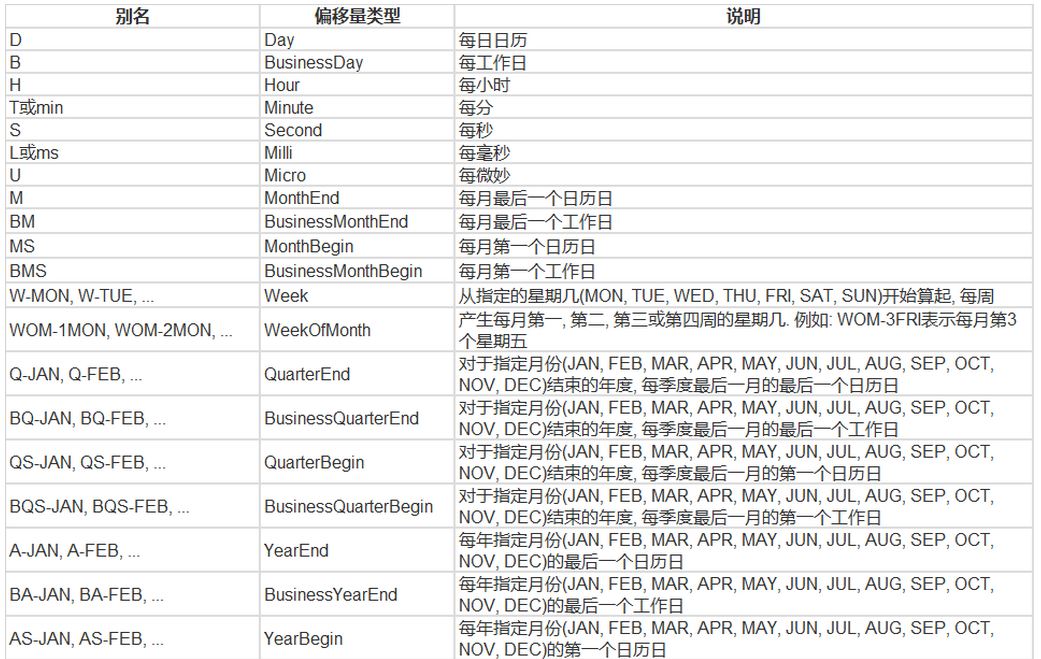 别名 偏移量类型 说明
D Day 每日日历
B BusinessDay 每工作日
H Hour 每小时
T或min Minute 每分
S Second 每秒
L或ms Milli 每毫秒
U Micro 每微妙
M MonthEnd 每月最后一个日历日
BM BusinessMonthEnd 每月最后一个工作日
MS MonthBegin 每月第一个日历日
BMS BusinessMonthBegin 每月第一个工作日
W-MON, W-TUE, ... Week 从指定的星期几(MON, TUE, WED, THU, FRI, SAT, SUN)开始算起, 每周
WOM-1MON, WOM-2MON, ... WeekOfMonth 产生每月第一, 第二, 第三或第四周的星期几. 例如: WOM-3FRI表示每月第3
个星期五
Q-JAN, Q-FEB, ... QuarterEnd 对于指定月份(JAN, FEB, MAR, APR, MAY, JUN, JUL, AUG, SEP, OCT,
NOV, DEC)结束的年度, 每季度最后一月的最后一个日历日
BQ-JAN, BQ-FEB, ... BusinessQuarterEnd 对于指定月份(JAN, FEB, MAR, APR, MAY, JUN, JUL, AUG, SEP, OCT,
NOV, DEC)结束的年度, 每季度最后一月的最后一个工作日
QS-JAN, QS-FEB, ... QuarterBegin 对于指定月份(JAN, FEB, MAR, APR, MAY, JUN, JUL, AUG, SEP, OCT,
NOV, DEC)结束的年度, 每季度最后一月的第一个日历日
BQS-JAN, BQS-FEB, ... BusinessQuarterBegin 对于指定月份(JAN, FEB, MAR, APR, MAY, JUN, JUL, AUG, SEP, OCT,
NOV, DEC)结束的年度, 每季度最后一月的第一个工作日
A-JAN, A-FEB, ... YearEnd 每年指定月份(JAN, FEB, MAR, APR, MAY, JUN, JUL, AUG, SEP, OCT,
NOV, DEC)的最后一个日历日
BA-JAN, BA-FEB, ... BusinessYearEnd 每年指定月份(JAN, FEB, MAR, APR, MAY, JUN, JUL, AUG, SEP, OCT,
NOV, DEC)的最后一个工作日
AS-JAN, AS-FEB, ... YearBegin 每年指定月份(JAN, FEB, MAR, APR, MAY, JUN, JUL, AUG, SEP, OCT,
NOV, DEC)的第一个日历日